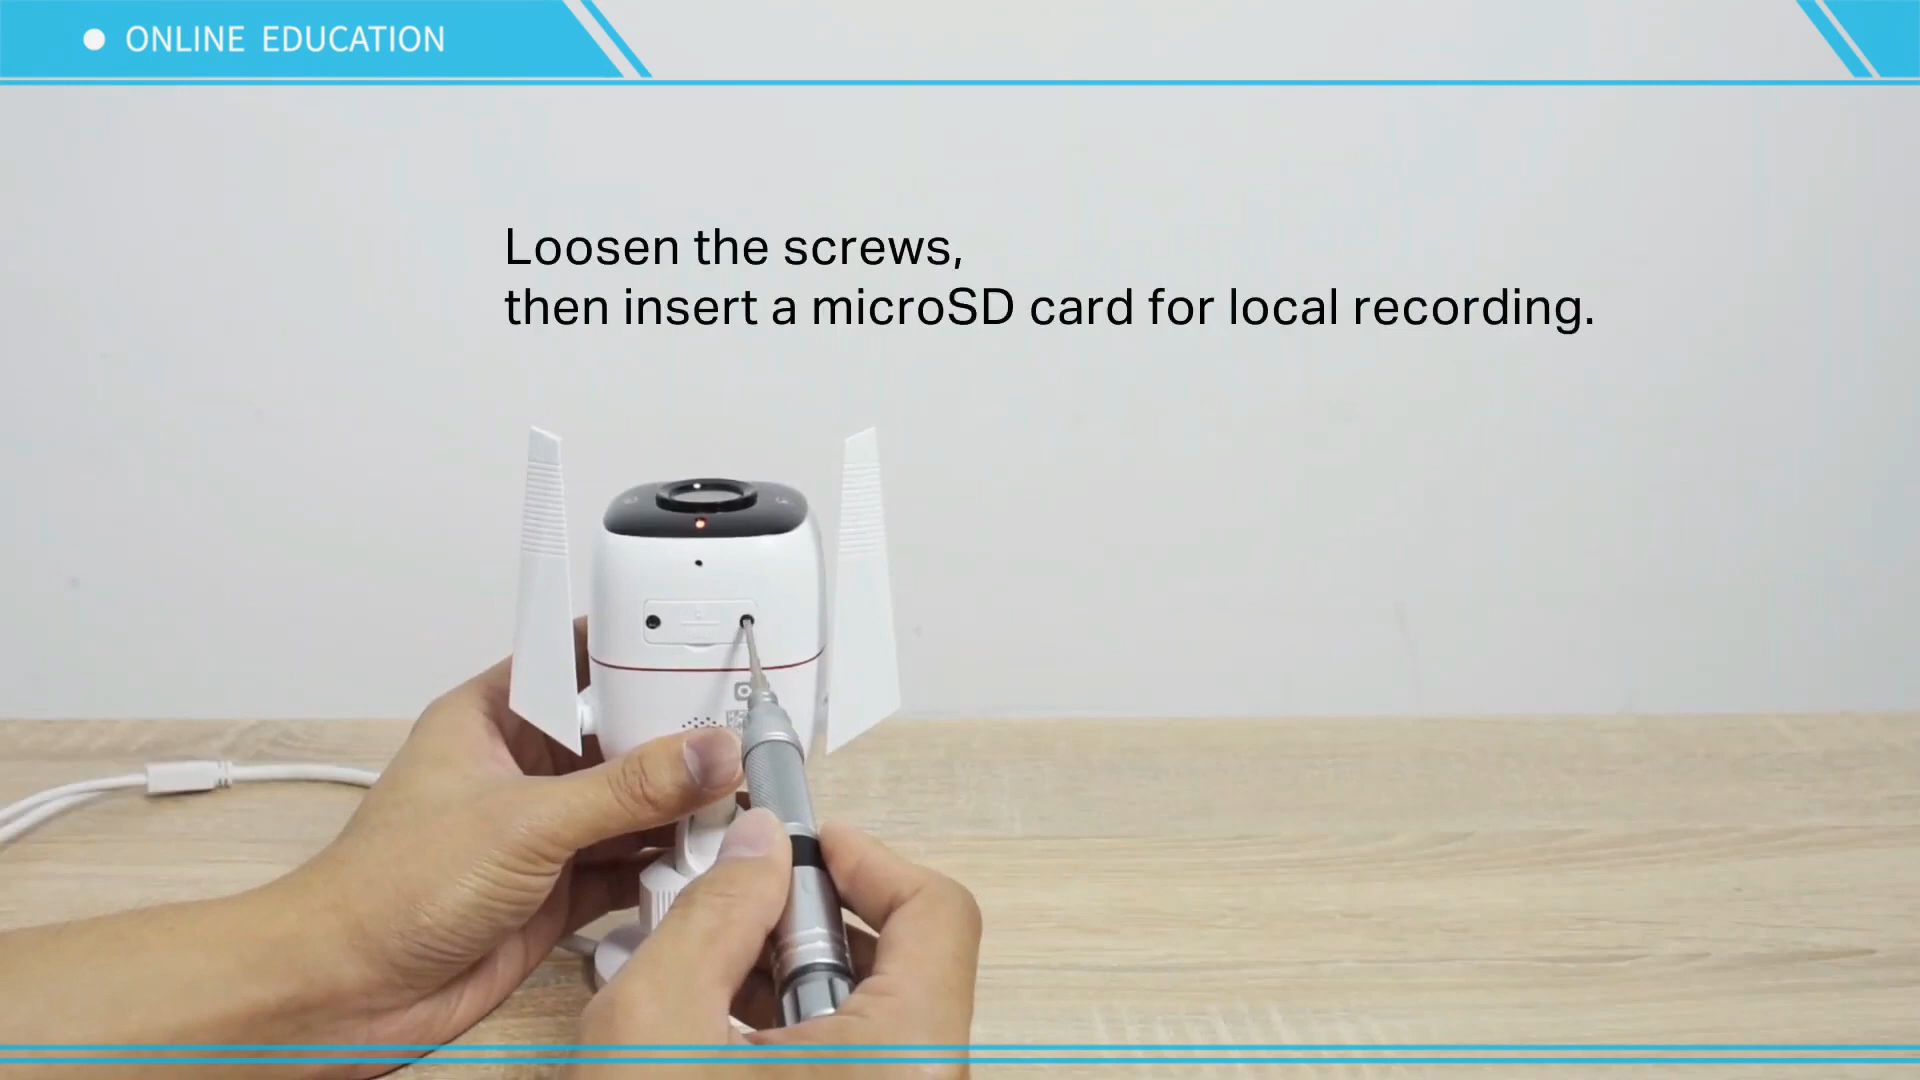 ONLINE EDUCATION
Loosen the screws,
then insert a microSD card for local recording.